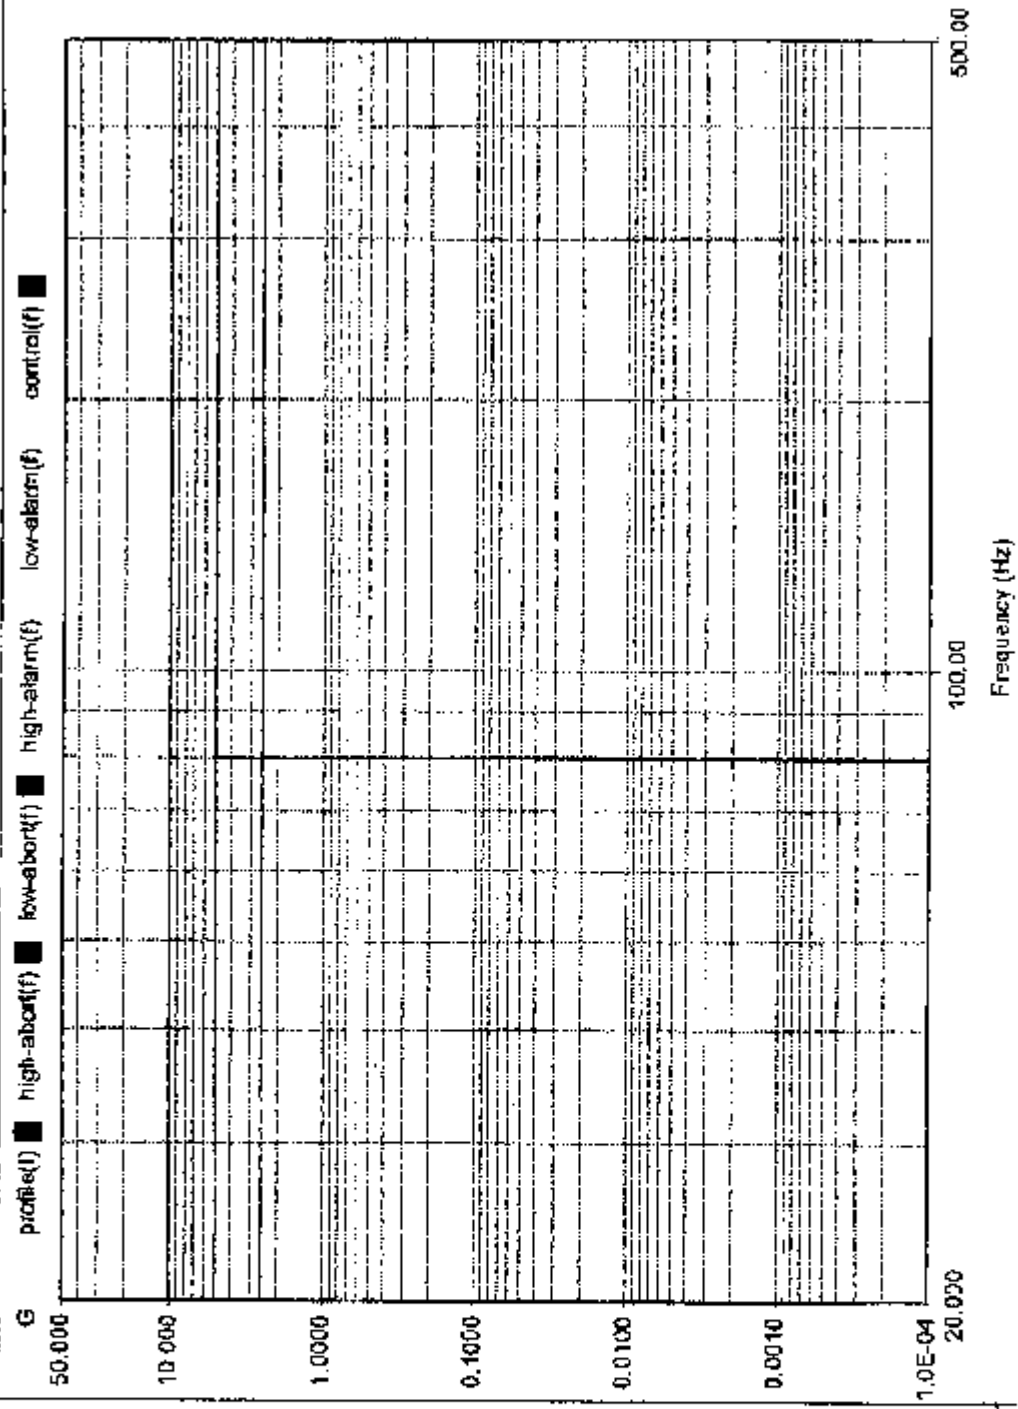 G profile(f) high-abort(f) low-abort(f) high-alarm(f) low-alarm(f) control(f)
50.000
10.000
1.0000
0.1000
0.0100
0.0010
1.0E-04
20.000 100.00 500.00
Frequency (Hz)